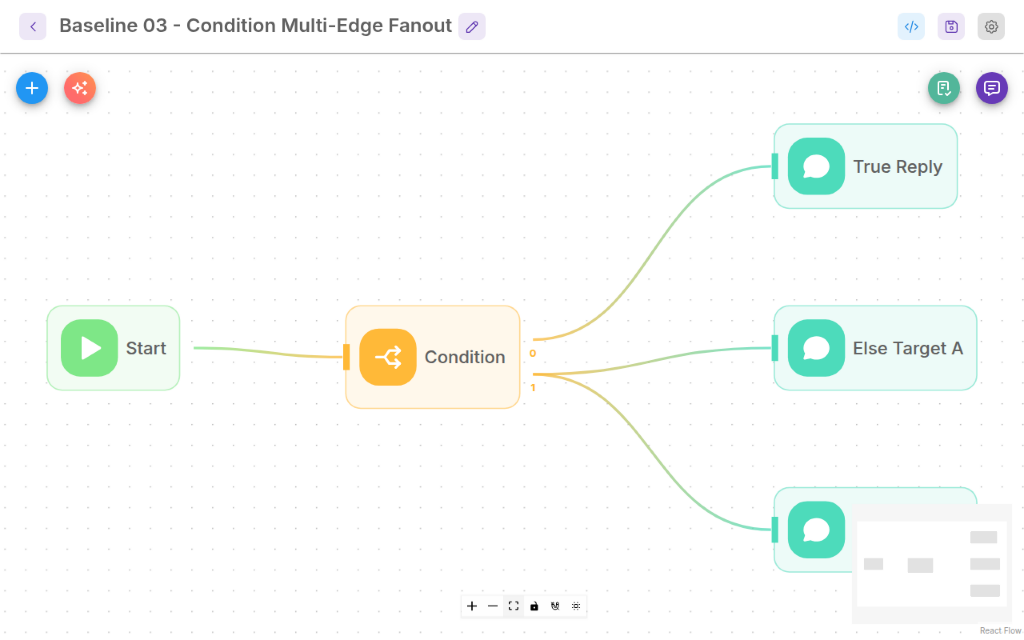 Baseline 03 - Condition Multi-Edge Fanout
True Reply
Start
Condition
0
1
Else Target A
React Flow